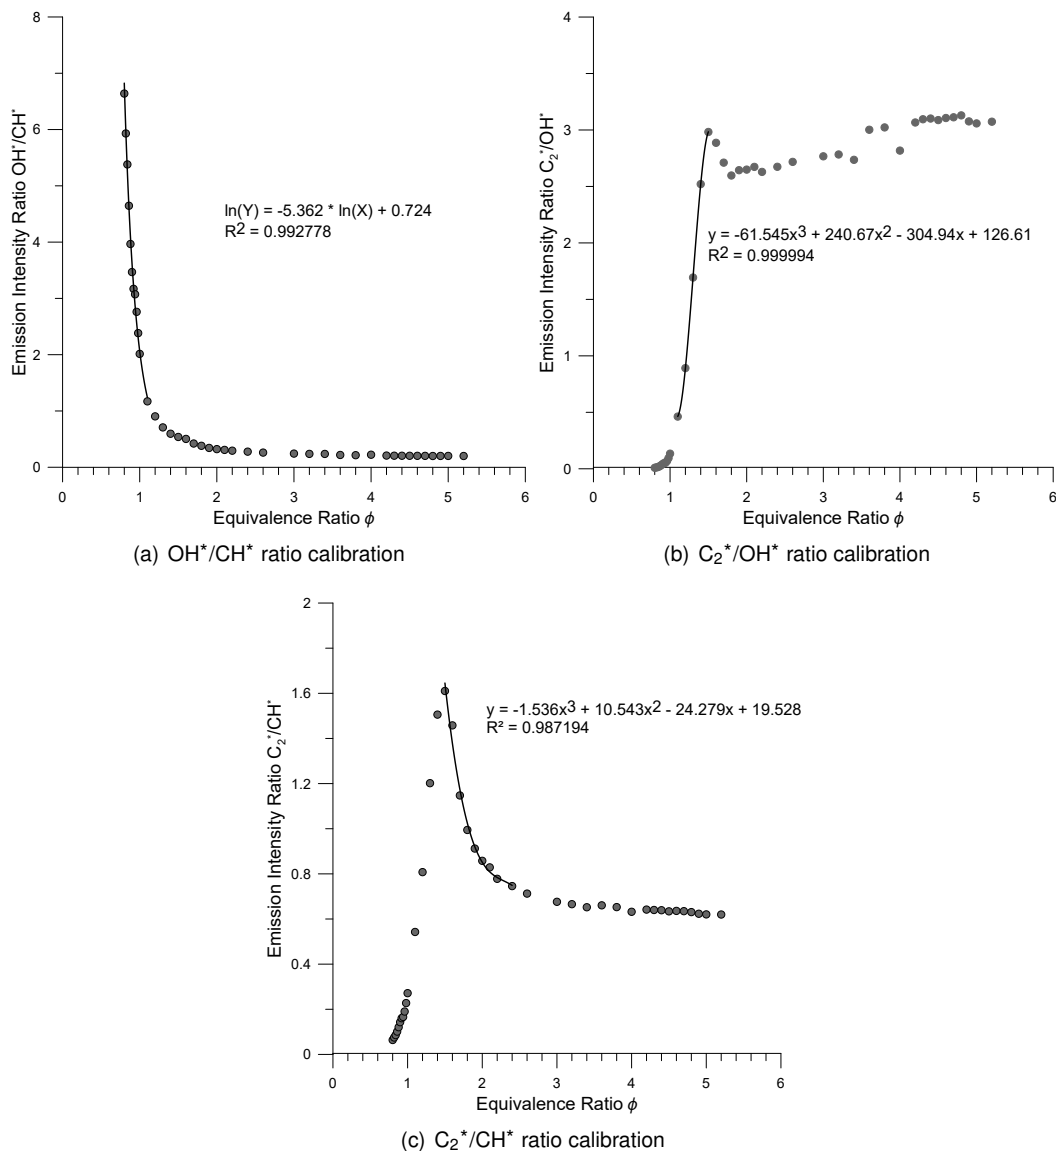 8
6
4
2
0
Emission Intensity Ratio OH*/CH*
ln(Y) = -5.362 * ln(X) + 0.724
R2 = 0.992778
0 1 2 3 4 5 6
Equivalence Ratio ϕ
(a) OH*/CH* ratio calibration
4
3
2
1
0
Emission Intensity Ratio C2*/OH*
y = -61.545x3 + 240.67x2 - 304.94x + 126.61
R2 = 0.999994
0 1 2 3 4 5 6
Equivalence Ratio ϕ
(b) C2*/OH* ratio calibration
2
1.6
1.2
0.8
0.4
0
Emission Intensity Ratio C2*/CH*
y = -1.536x3 + 10.543x2 - 24.279x + 19.528
R² = 0.987194
0 1 2 3 4 5 6
Equivalence Ratio ϕ
(c) C2*/CH* ratio calibration